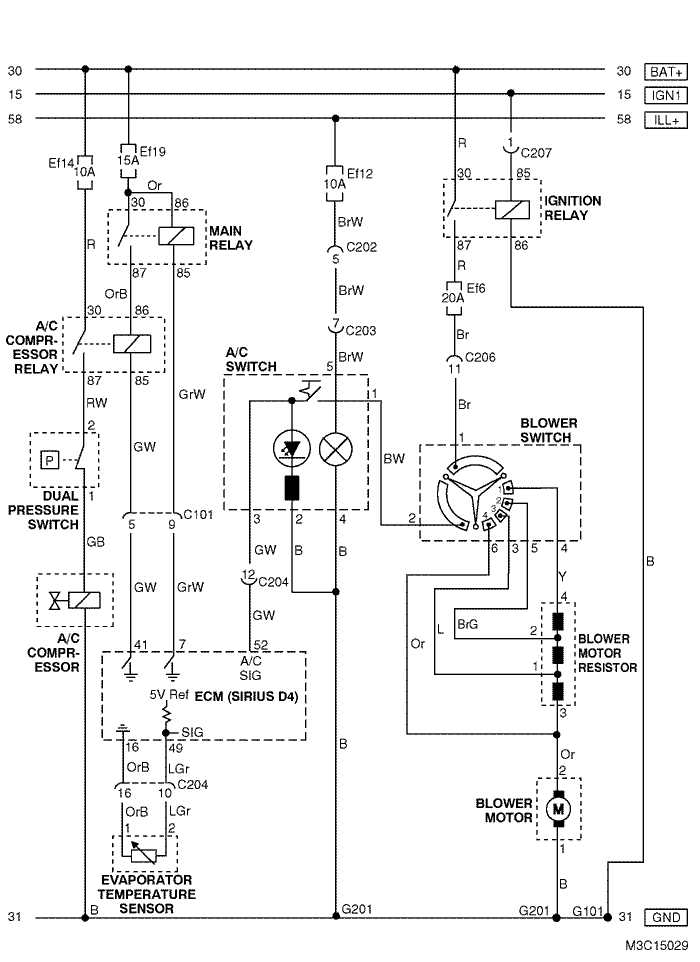 30 30 BAT+
15 15 IGN1
58 58 ILL+
Ef14
10A
Ef19
15A
Or
Ef12
10A
R
1
C207
30 86
MAIN
RELAY
87 85
30 85
IGNITION
RELAY
87 86
R
BrW
C202
5
R
Ef6
20A
OrB
BrW
30 86
A/C
COMPR-
ESSOR
RELAY
87 85
7
C203
BrW
Br
C206
11
A/C
SWITCH
5
1
RW
GrW
Br
BLOWER
SWITCH
1
2
P
1
DUAL
PRESSURE
SWITCH
GW
BW
2
1
2
3
4
C101
5 9
3 2 4
6 3 5 4
GB
GW
B
B
12
C204
B
Y
GW
GrW
GW
A/C
COMPR-
ESSOR
4
BrG
L
Or
2
1
BLOWER
MOTOR
RESISTOR
3
41 7 52
A/C
SIG
5V Ref
ECM (SIRIUS D4)
SIG
16 49
OrB
LGr
C204
16 10
OrB
LGr
1 2
B
Or
2
BLOWER
MOTOR
M
1
EVAPORATOR
TEMPERATURE
SENSOR
B
31 B G201 G201 G101 31 GND
M3C15029